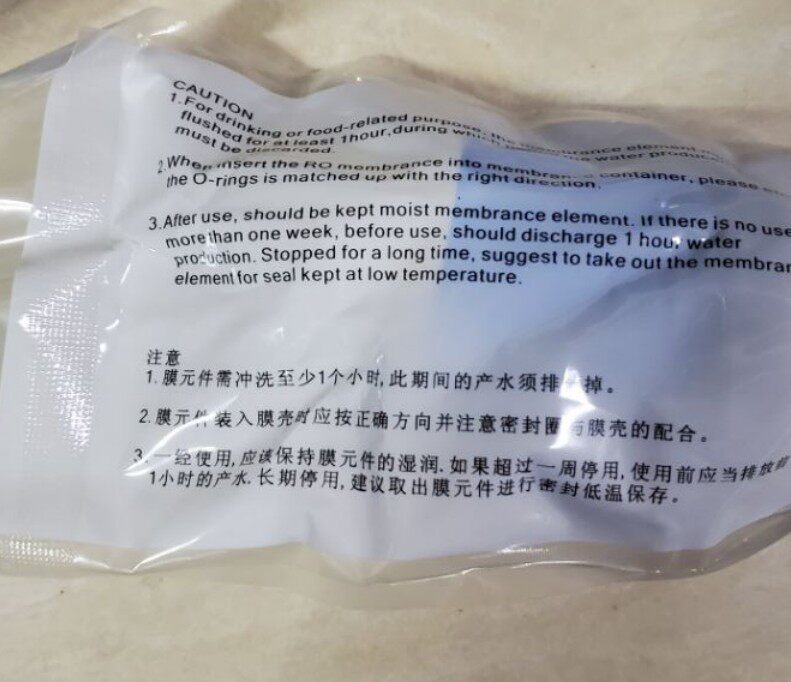 CAUTION
1.For drinking or food-related purpose, the membrance element
flushed for at least 1hour,during which the water produc
must be discarded.
2.When insert the RO membrance into membrance container, please
the O-rings is matched up with the right direction.
3.After use, should be kept moist membrance element. If there is no use
more than one week, before use, should discharge 1 hour water
production. Stopped for a long time, suggest to take out the membran
element for seal kept at low temperature.
注意
1.膜元件需冲洗至少1个小时,此期间的产水须排掉。
2.膜元件装入膜壳时应按正确方向并注意密封圈与膜壳的配合。
3.一经使用,应该保持膜元件的湿润.如果超过一周停用,使用前应当排放前
1小时的产水.长期停用,建议取出膜元件进行密封低温保存。